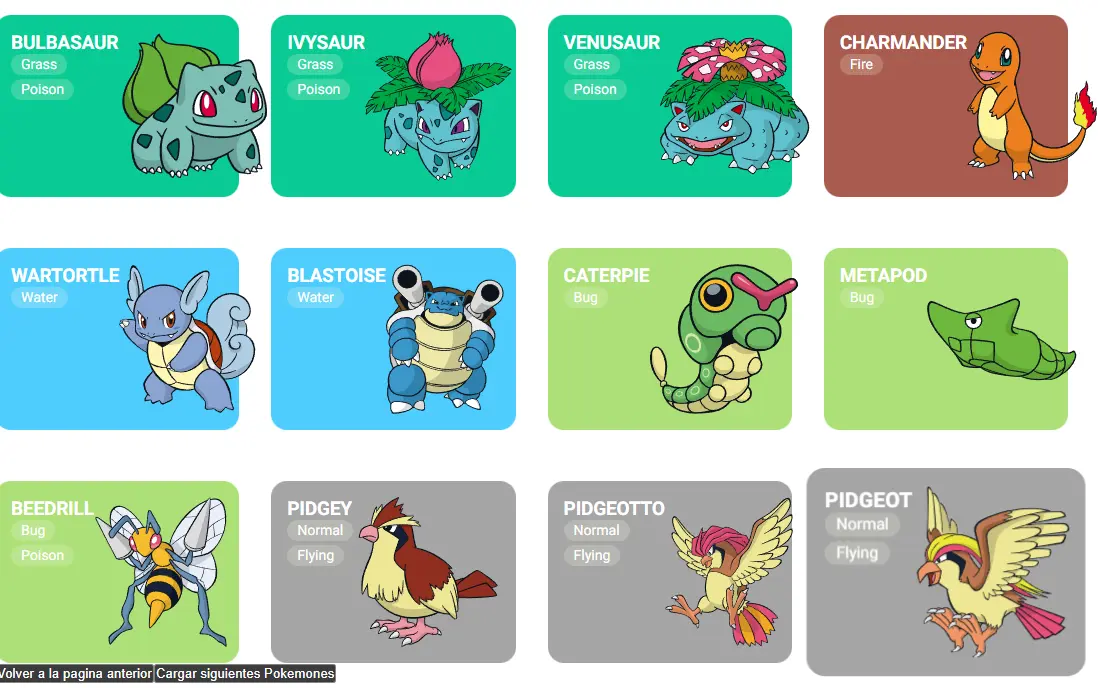 BULBASAUR
Grass
Poison
IVYSAUR
Grass
Poison
VENUSAUR
Grass
Poison
CHARMANDER
Fire
WARTORTLE
Water
BLASTOISE
Water
CATERPIE
Bug
METAPOD
Bug
BEEDRILL
Bug
Poison
PIDGEY
Normal
Flying
PIDGEOTTO
Normal
Flying
PIDGEOT
Normal
Flying
Volver a la pagina anterior
Cargar siguientes Pokemones